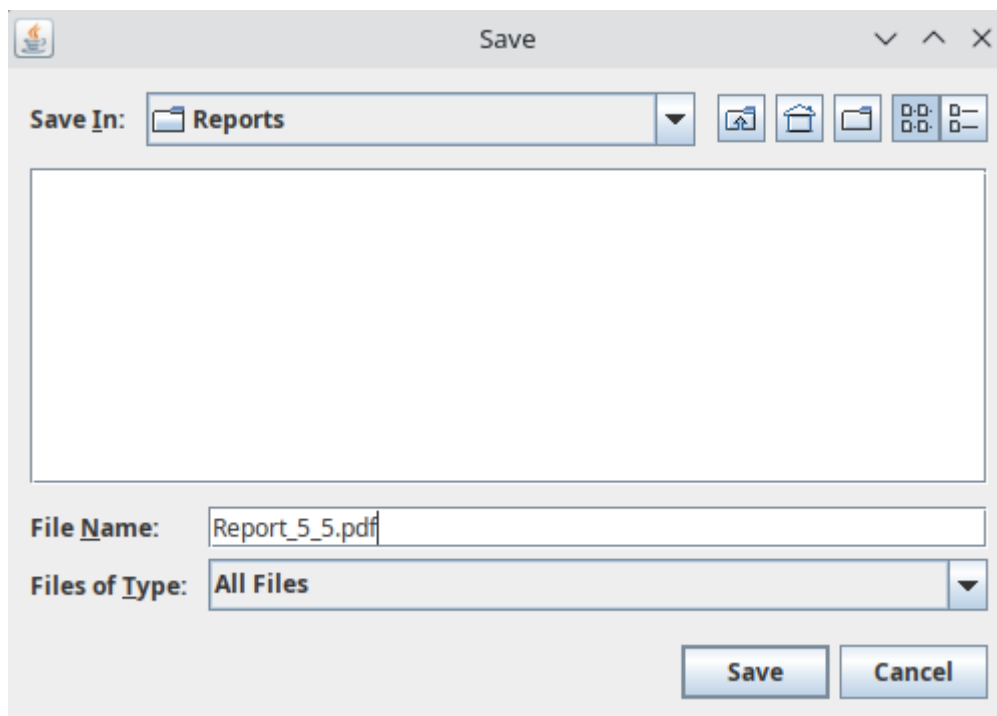 Save
Save In: Reports
File Name: Report_5_5.pdf
Files of Type: All Files
Save Cancel